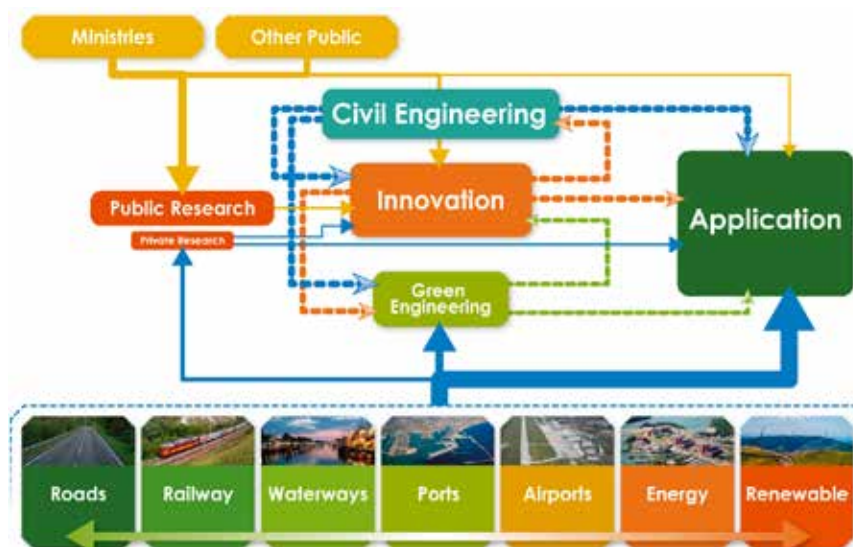 Ministries
Other Public
Civil Engineering
Innovation
Public Research
Private Research
Application
Green
Engineering
Roads
Railway
Waterways
Ports
Airports
Energy
Renewable